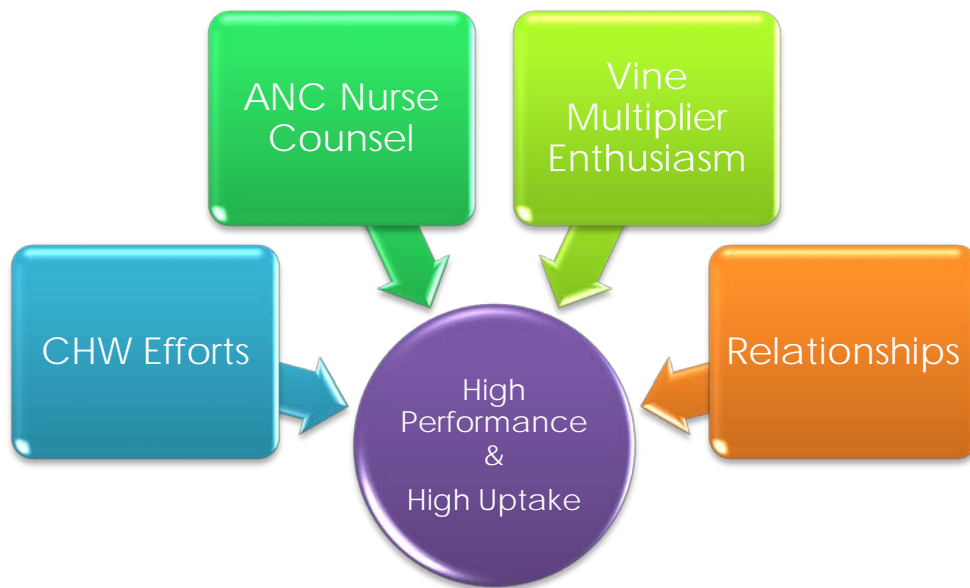 ANC Nurse
Counsel
Vine
Multiplier
Enthusiasm
CHW Efforts
Relationships
High
Performance
&
High Uptake